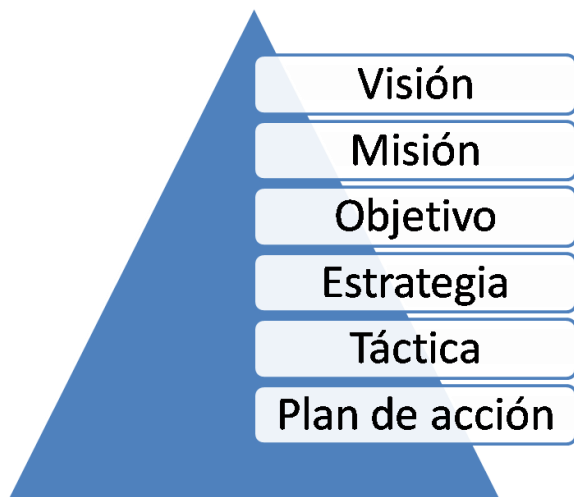 Visión
Misión
Objetivo
Estrategia
Táctica
Plan de acción